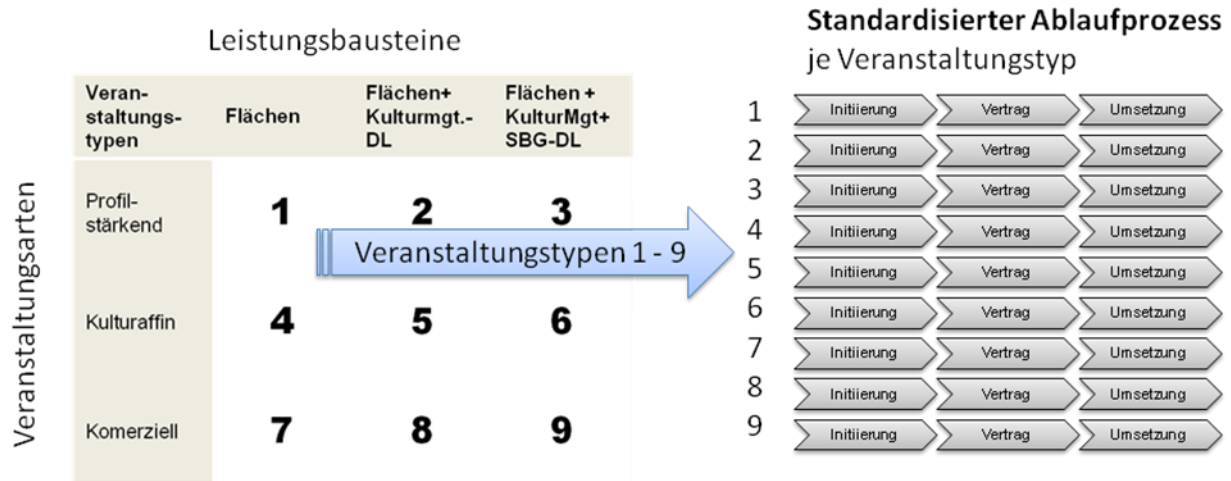 Leistungsbausteine
Veran-
staltungs-
typen
Flächen
Flächen+
Kulturmgt.-
DL
Flächen +
KulturMgt+
SBG-DL
Veranstaltungsarten
Profil-
stärkend
1 2 3
Veranstaltungstypen 1 - 9
Kulturaffin
4 5 6
Komerziell
7 8 9
Standardisierter Ablaufprozess
je Veranstaltungstyp
1 Initiierung Vertrag Umsetzung
2 Initiierung Vertrag Umsetzung
3 Initiierung Vertrag Umsetzung
4 Initiierung Vertrag Umsetzung
5 Initiierung Vertrag Umsetzung
6 Initiierung Vertrag Umsetzung
7 Initiierung Vertrag Umsetzung
8 Initiierung Vertrag Umsetzung
9 Initiierung Vertrag Umsetzung